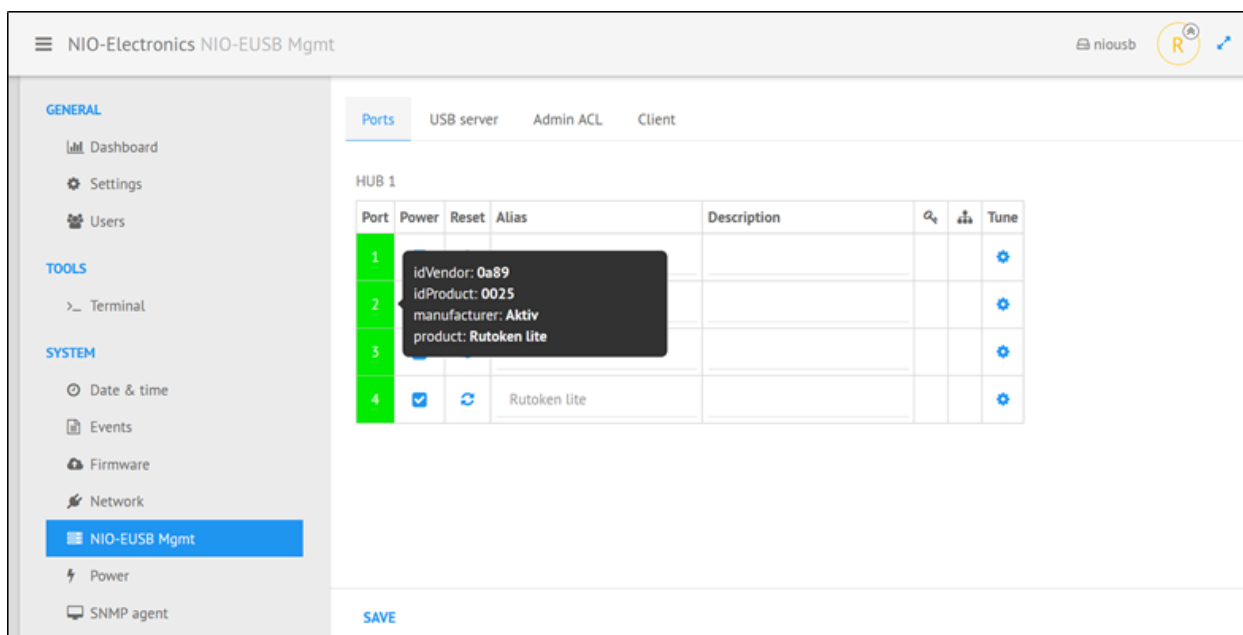 NIO-Electronics NIO-EUSB Mgmt
niousb
R
GENERAL
Dashboard
Settings
Users
TOOLS
>_ Terminal
SYSTEM
Date & time
Events
Firmware
Network
NIO-EUSB Mgmt
Power
SNMP agent
Ports USB server Admin ACL Client
HUB 1
Port Power Reset Alias Description Tune
1
2
3
4 Rutoken lite
idVendor: 0a89
idProduct: 0025
manufacturer: Aktiv
product: Rutoken lite
SAVE